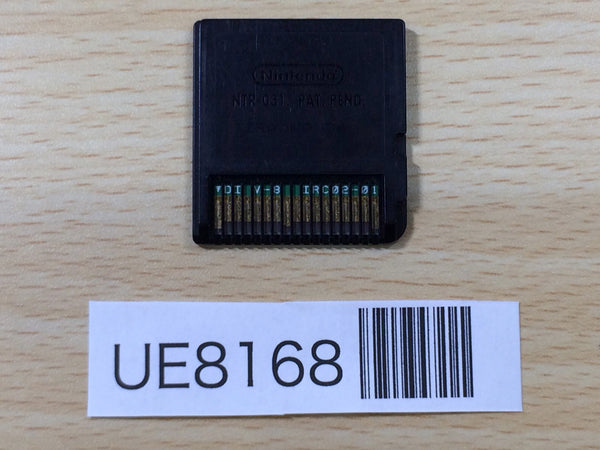 Nintendo
NTR-031 PAT. PEND.
DI V-8 IRC02-01
UE8168